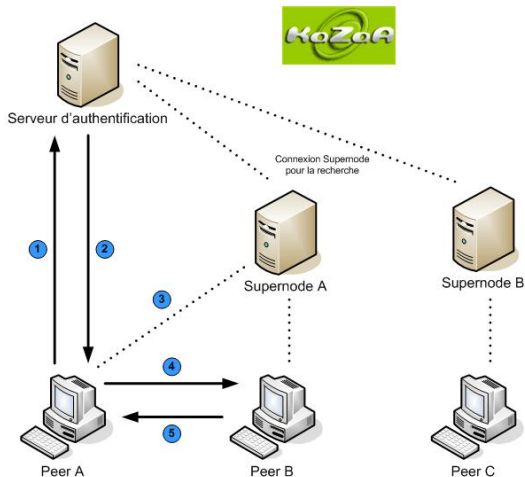 KaZaA
Serveur d'authentification
Connexion Supernode
pour la recherche
1
2
Supernode A
Supernode B
3
4
5
Peer A
Peer B
Peer C